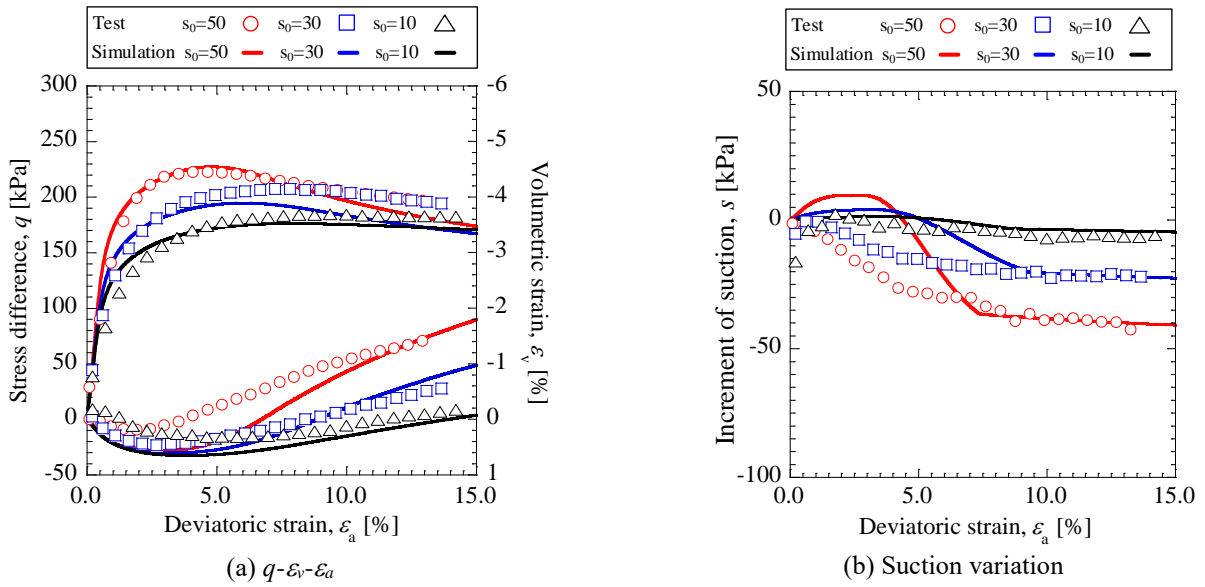 Test s₀=50 s₀=30 s₀=10
Simulation s₀=50 s₀=30 s₀=10
300
250
200
150
100
50
0
-50
Stress difference, q [kPa]
-6
-5
-4
-3
-2
-1
0
1
Volumetric strain, εᵥ [%]
0.0 5.0 10.0 15.0
Deviatoric strain, εₐ [%]
(a) q-εᵥ-εₐ
Test s₀=50 s₀=30 s₀=10
Simulation s₀=50 s₀=30 s₀=10
50
0
-50
-100
Increment of suction, s [kPa]
0.0 5.0 10.0 15.0
Deviatoric strain, εₐ [%]
(b) Suction variation